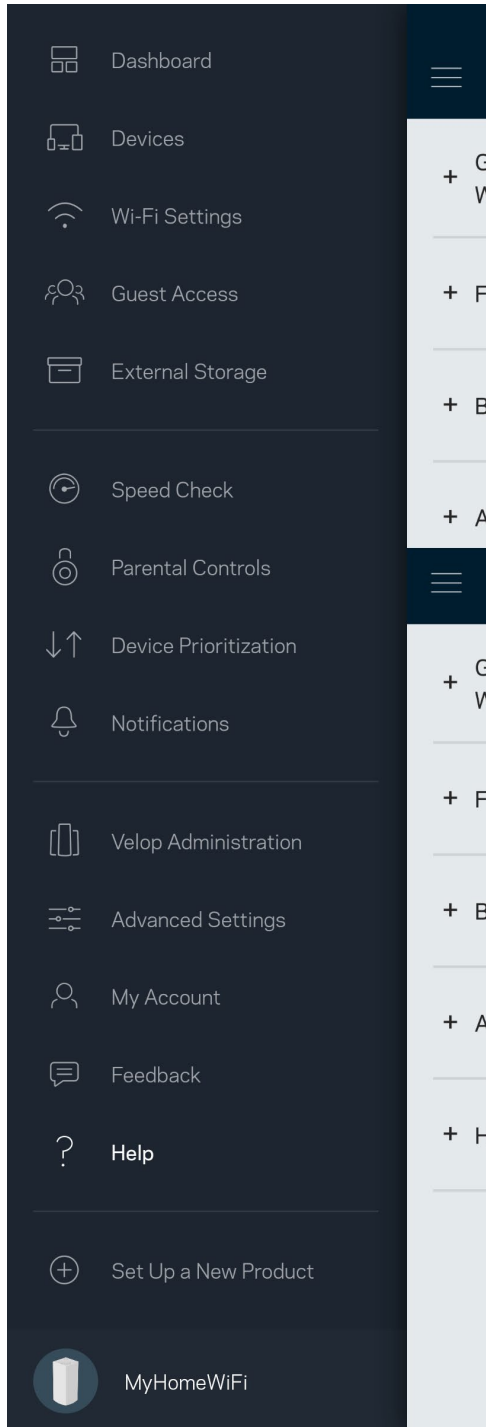 Dashboard
Devices
Wi-Fi Settings
Guest Access
External Storage
Speed Check
Parental Controls
Device Prioritization
Notifications
Velop Administration
Advanced Settings
My Account
Feedback
Help
Set Up a New Product
MyHomeWiFi